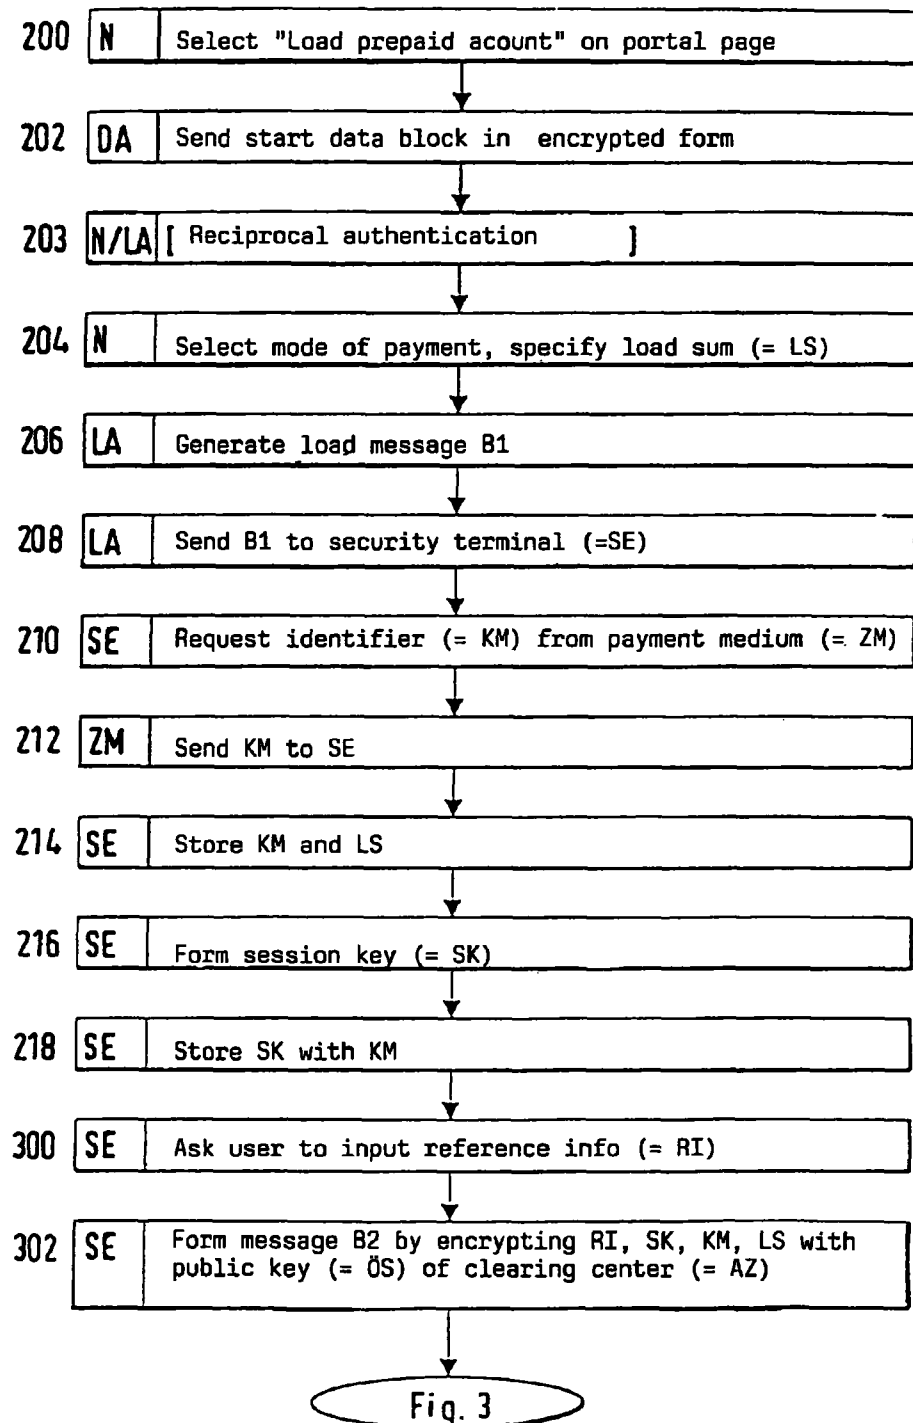 200 N Select "Load prepaid acount" on portal page
202 DA Send start data block in encrypted form
203 N/LA [ Reciprocal authentication ]
204 N Select mode of payment, specify load sum (= LS)
206 LA Generate load message B1
208 LA Send B1 to security terminal (=SE)
210 SE Request identifier (= KM) from payment medium (= ZM)
212 ZM Send KM to SE
214 SE Store KM and LS
216 SE Form session key (= SK)
218 SE Store SK with KM
300 SE Ask user to input reference info (= RI)
302 SE Form message B2 by encrypting RI, SK, KM, LS with
public key (= ÖS) of clearing center (= AZ)
Fig. 3